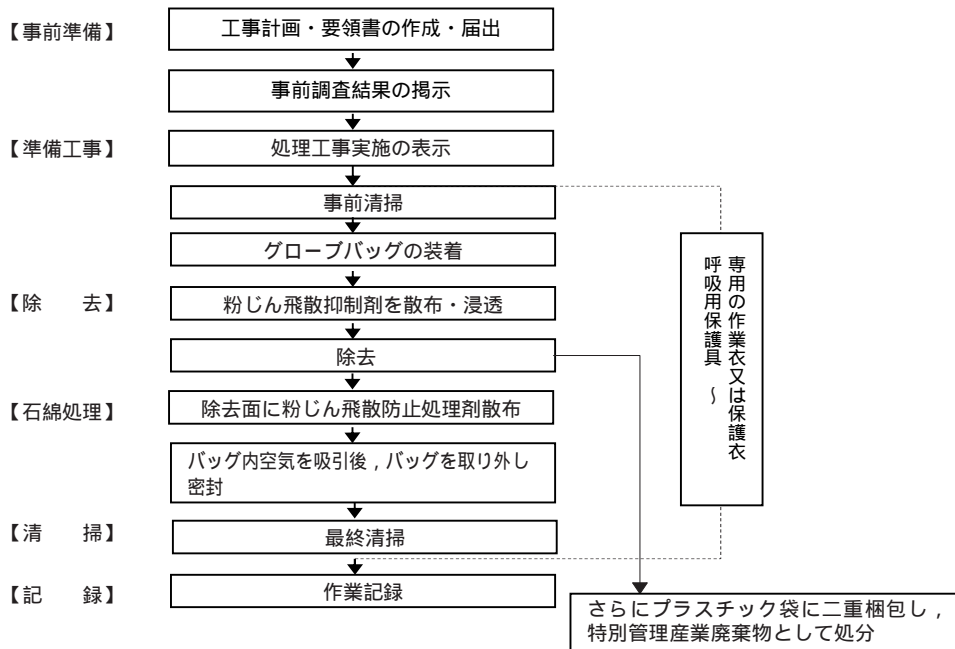 【事前準備】
工事計画・要領書の作成・届出
事前調査結果の掲示
【準備工事】
処理工事実施の表示
事前清掃
グローブバッグの装着
【除　　去】
粉じん飛散抑制剤を散布・浸透
除去
【石綿処理】
除去面に粉じん飛散防止処理剤散布
バッグ内空気を吸引後，バッグを取り外し
密封
【清　　掃】
最終清掃
【記　　録】
作業記録
専用の作業衣又は保護衣
呼吸用保護具　～
さらにプラスチック袋に二重梱包し，
特別管理産業廃棄物として処分